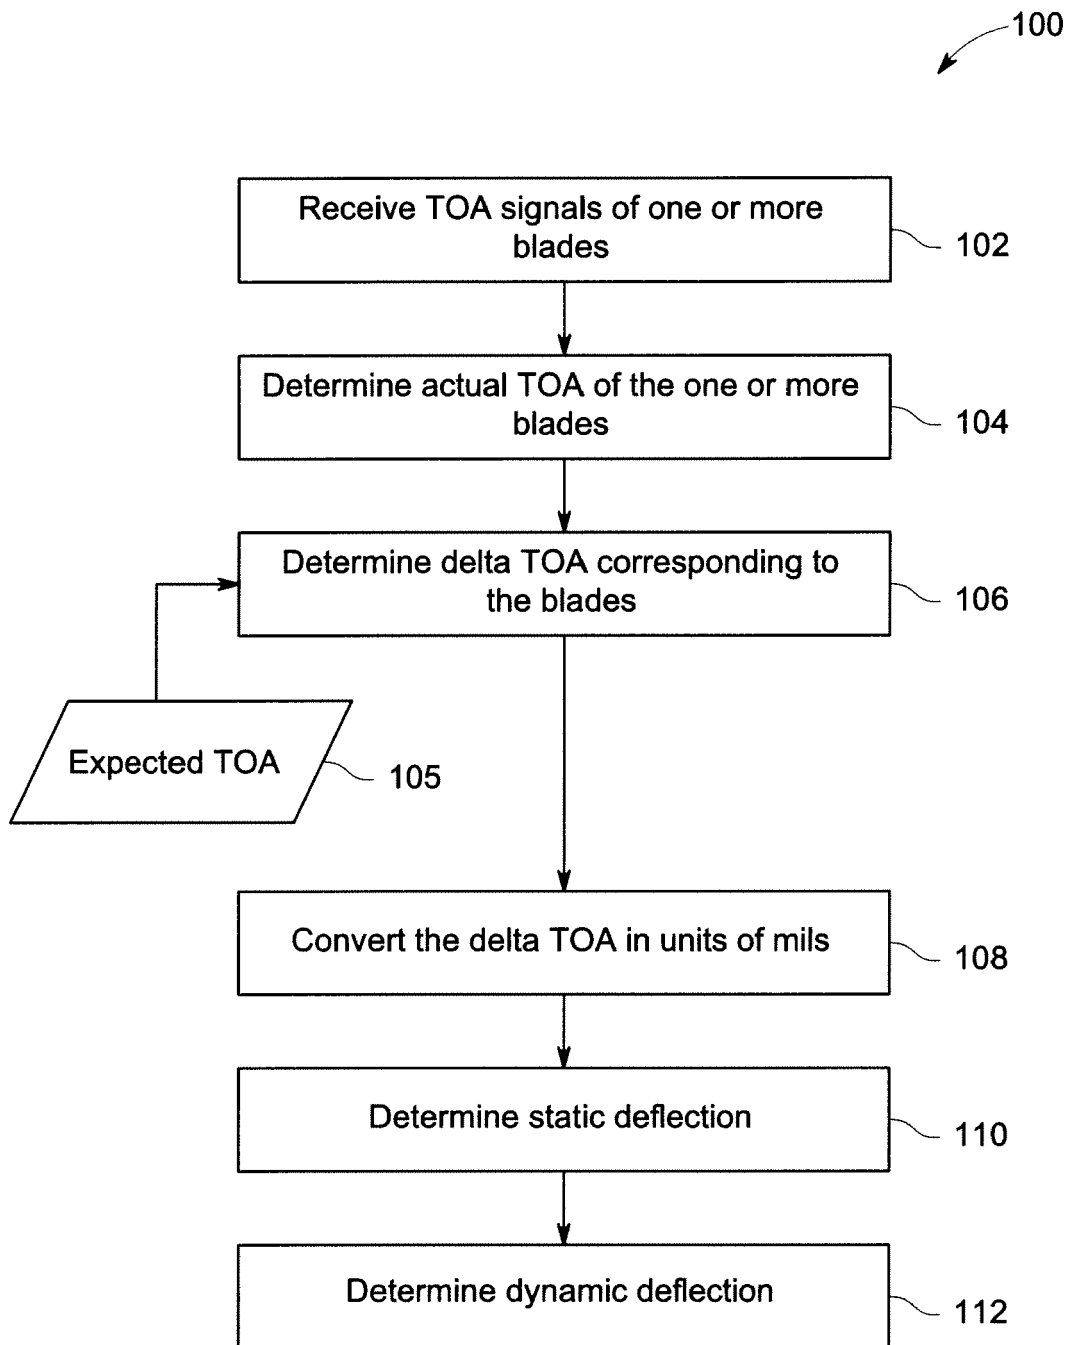 100
Receive TOA signals of one or more
blades
102
Determine actual TOA of the one or more
blades
104
Determine delta TOA corresponding to
the blades
106
Expected TOA
105
Convert the delta TOA in units of mils
108
Determine static deflection
110
Determine dynamic deflection
112